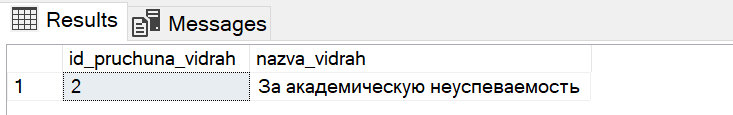 Results Messages
id_pruchuna_vidrah nazva_vidrah
1 2 За академическую неуспеваемость